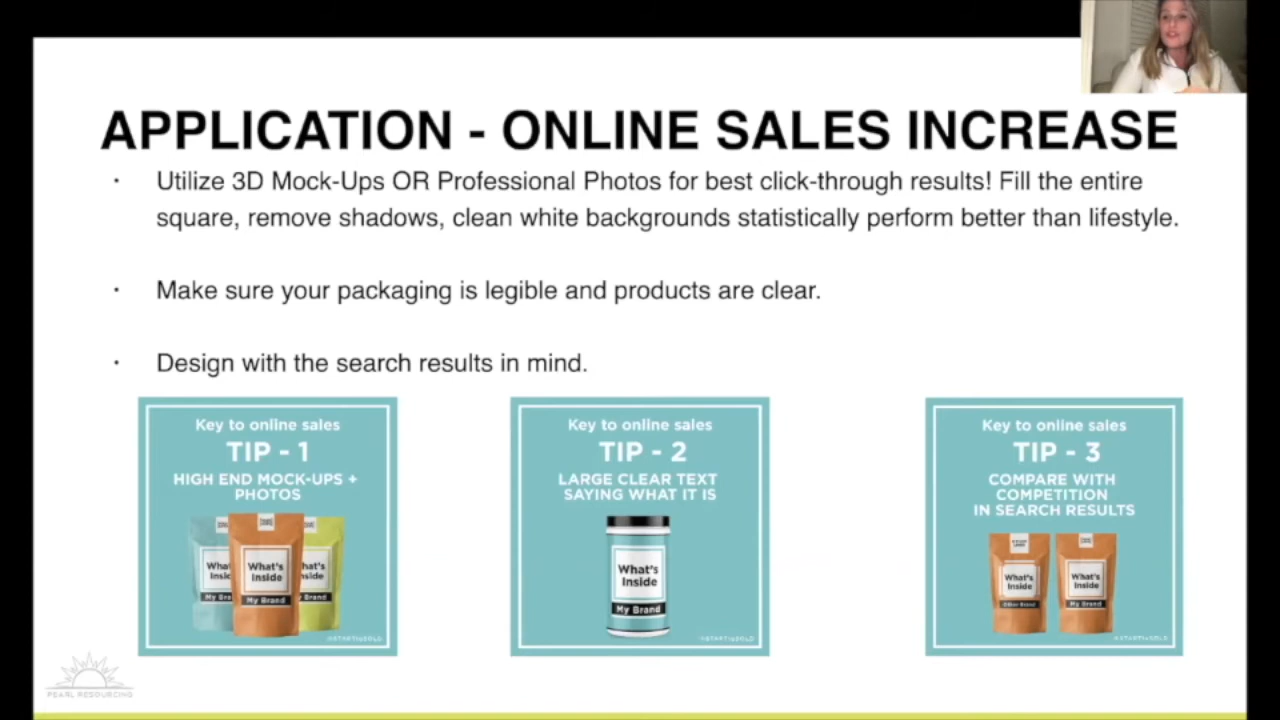 APPLICATION - ONLINE SALES INCREASE
· Utilize 3D Mock-Ups OR Professional Photos for best click-through results! Fill the entire
square, remove shadows, clean white backgrounds statistically perform better than lifestyle.
· Make sure your packaging is legible and products are clear.
· Design with the search results in mind.
Key to online sales
TIP - 1
HIGH END MOCK-UPS +
PHOTOS
What's
Inside
My Brand
Key to online sales
TIP - 2
LARGE CLEAR TEXT
SAYING WHAT IT IS
What's
Inside
My Brand
Key to online sales
TIP - 3
COMPARE WITH
COMPETITION
IN SEARCH RESULTS
What's
Inside
Other Brand
What's
Inside
My Brand
PEARL RESOURCING